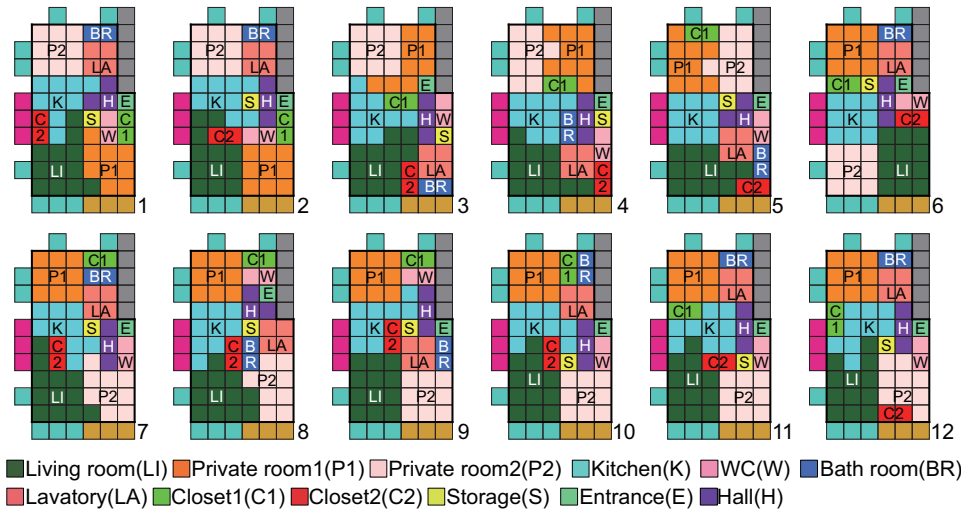 BR
P2
LA
K H E
C S C
2 W 1
LI P1
1
BR
P2
LA
K S H E
C2 W C
1
LI P1
2
P2 P1
E
C1
K H W
S
LI C LA
2 BR
3
P2 P1
C1
E
K B H S
R
W
LI LA C
2
4
C1
P1 P2
S
K H
W
LA B
LI R
C2
5
BR
P1
LA
C1 S
W
K H C2
P2 LI
6
C1
P1 BR
LA
K S E
C H
2 W
LI P2
7
C1
P1 W
E
H
K S
C2 B LA
R P2
LI
8
C1
P1 W
H
K C S E
2 B
LA R
LI P2
9
C B
P1 1 R
LA
K E
C H
2 S W
LI
P2
10
BR
P1
LA
C1
K E
H
C2 S W
LI
P2
11
BR
P1
LA
C
1 K H E
S
W
LI
P2
C2
12
Living room(LI) Private room1(P1) Private room2(P2) Kitchen(K) WC(W) Bath room(BR)
Lavatory(LA) Closet1(C1) Closet2(C2) Storage(S) Entrance(E) Hall(H)